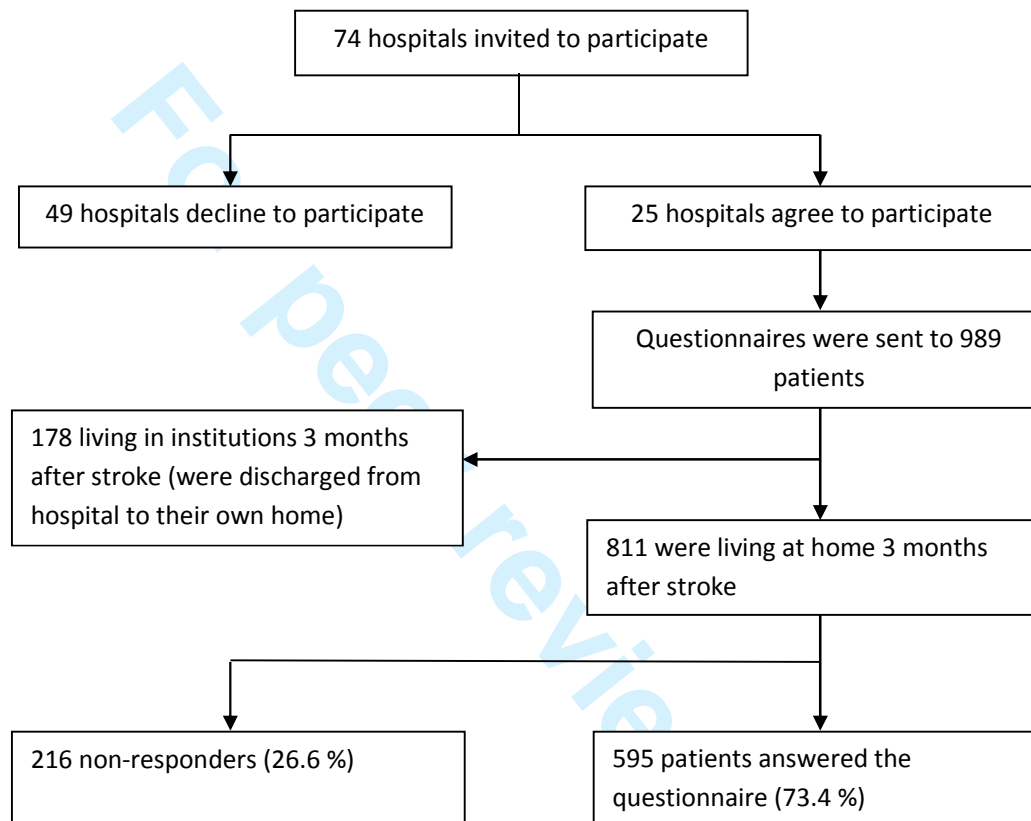 74 hospitals invited to participate
49 hospitals decline to participate
25 hospitals agree to participate
Questionnaires were sent to 989
patients
178 living in institutions 3 months
after stroke (were discharged from
hospital to their own home)
811 were living at home 3 months
after stroke
216 non-responders (26.6 %)
595 patients answered the
questionnaire (73.4 %)
For peer review